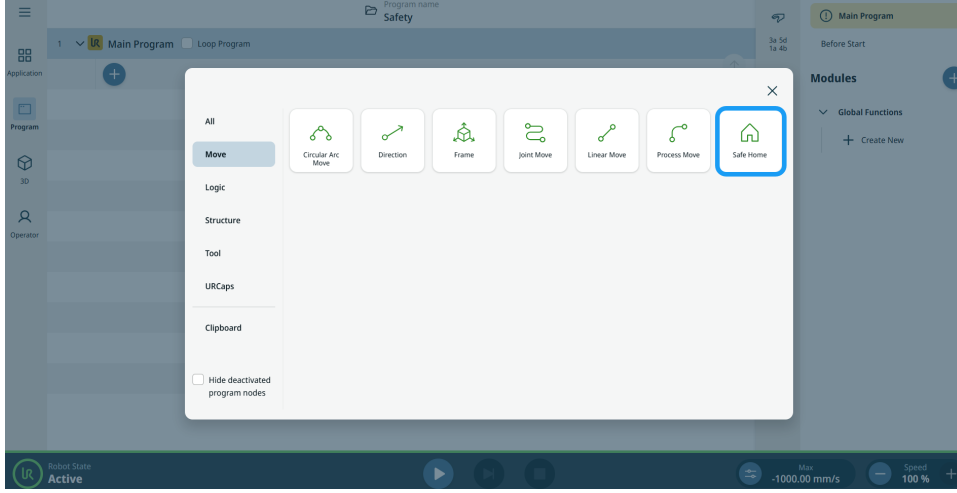 Program name
Safety
Main Program
3a 5d
1a 4b
1
Main Program
Loop Program
Before Start
Application
Modules
All
Global Functions
Program
Move
Circular Arc
Move
Direction
Frame
Joint Move
Linear Move
Process Move
Safe Home
Create New
3D
Logic
Structure
Operator
Tool
URCaps
Clipboard
Hide deactivated
program nodes
Robot State
Active
Max
-1000.00 mm/s
Speed
100 %